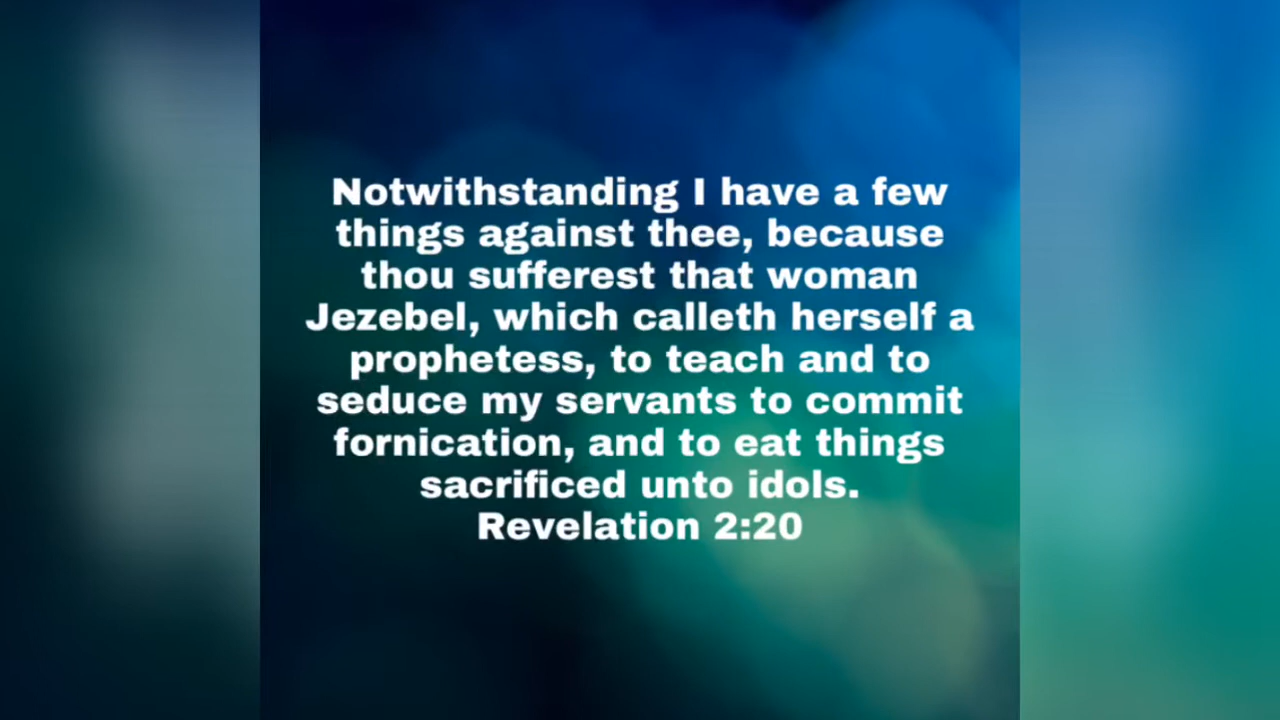 Notwithstanding I have a few
things against thee, because
thou sufferest that woman
Jezebel, which calleth herself a
prophetess, to teach and to
seduce my servants to commit
fornication, and to eat things
sacrificed unto idols.
Revelation 2:20